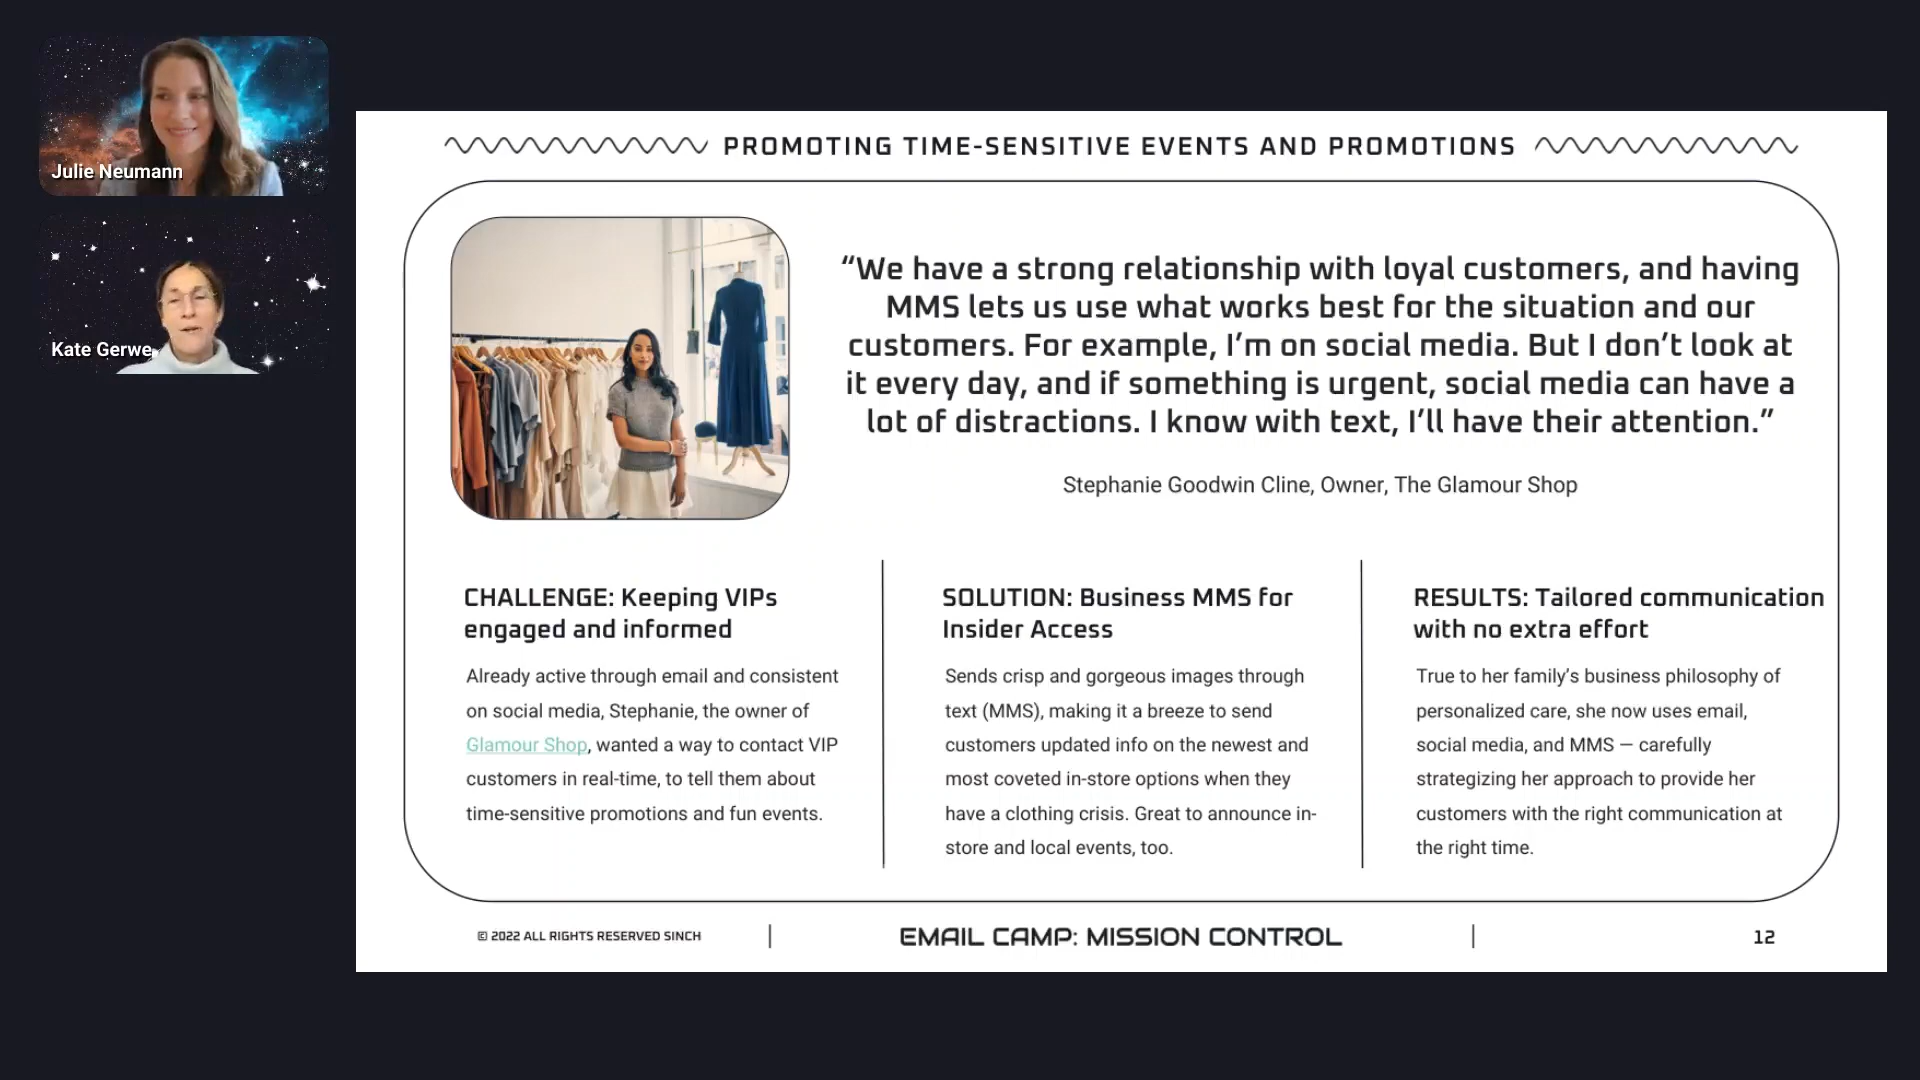 Julie Neumann
Kate Gerwe
PROMOTING TIME-SENSITIVE EVENTS AND PROMOTIONS
“We have a strong relationship with loyal customers, and having
MMS lets us use what works best for the situation and our
customers. For example, I’m on social media. But I don’t look at
it every day, and if something is urgent, social media can have a
lot of distractions. I know with text, I’ll have their attention.”
Stephanie Goodwin Cline, Owner, The Glamour Shop
CHALLENGE: Keeping VIPs
engaged and informed
Already active through email and consistent
on social media, Stephanie, the owner of
Glamour Shop, wanted a way to contact VIP
customers in real-time, to tell them about
time-sensitive promotions and fun events.
SOLUTION: Business MMS for
Insider Access
Sends crisp and gorgeous images through
text (MMS), making it a breeze to send
customers updated info on the newest and
most coveted in-store options when they
have a clothing crisis. Great to announce in-
store and local events, too.
RESULTS: Tailored communication
with no extra effort
True to her family’s business philosophy of
personalized care, she now uses email,
social media, and MMS — carefully
strategizing her approach to provide her
customers with the right communication at
the right time.
© 2022 ALL RIGHTS RESERVED SINCH
EMAIL CAMP: MISSION CONTROL
12